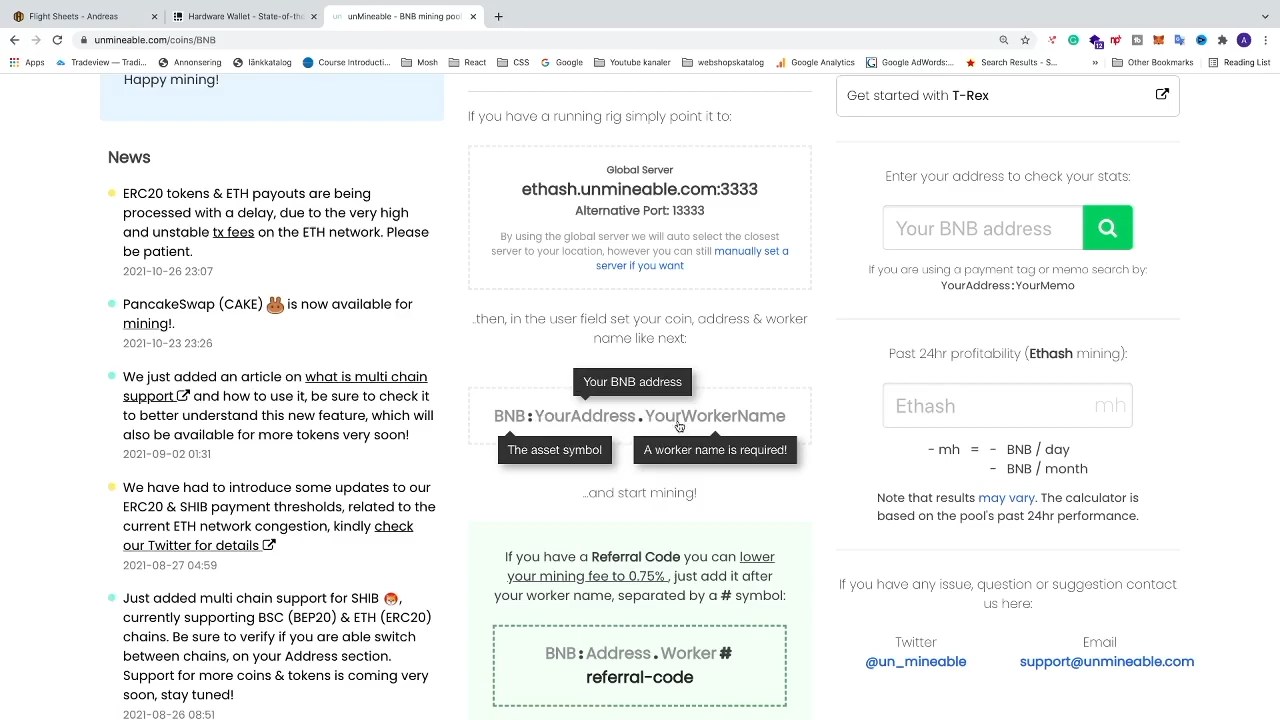 Flight Sheets - Andreas
Hardware Wallet - State-of-the
unMineable - BNB mining pool
unmineable.com/coins/BNB
Apps
Tradeview – Tradi...
Annonsering
länkkatalog
Course Introducti...
Mosh
React
CSS
Google
Youtube kanaler
webshopskatalog
Google Analytics
Google AdWords:...
Search Results - S...
»
Other Bookmarks
Reading List
12
A
Happy mining!
News
ERC20 tokens & ETH payouts are being
processed with a delay, due to the very high
and unstable tx fees on the ETH network. Please
be patient.
2021-10-26 23:07
PancakeSwap (CAKE) is now available for
mining!.
2021-10-23 23:26
We just added an article on what is multi chain
support and how to use it, be sure to check it
to better understand this new feature, which will
also be available for more tokens very soon!
2021-09-02 01:31
We have had to introduce some updates to our
ERC20 & SHIB payment thresholds, related to the
current ETH network congestion, kindly check
our Twitter for details
2021-08-27 04:59
Just added multi chain support for SHIB ,
currently supporting BSC (BEP20) & ETH (ERC20)
chains. Be sure to verify if you are able switch
between chains, on your Address section.
Support for more coins & tokens is coming very
soon, stay tuned!
2021-08-26 08:51
If you have a running rig simply point it to:
Global Server
ethash.unmineable.com:3333
Alternative Port: 13333
By using the global server we will auto select the closest
server to your location, however you can still manually set a
server if you want
..then, in the user field set your coin, address & worker
name like next:
Your BNB address
BNB:YourAddress.YourWorkerName
The asset symbol
A worker name is required!
...and start mining!
If you have a Referral Code you can lower
your mining fee to 0.75% , just add it after
your worker name, separated by a # symbol:
BNB:Address.Worker#
referral-code
Get started with T-Rex
Enter your address to check your stats:
Your BNB address
If you are using a payment tag or memo search by:
YourAddress:YourMemo
Past 24hr profitability (Ethash mining):
Ethash mh
- mh = - BNB / day
- BNB / month
Note that results may vary. The calculator is
based on the pool's past 24hr performance.
If you have any issue, question or suggestion contact
us here:
Twitter
@un_mineable
Email
support@unmineable.com